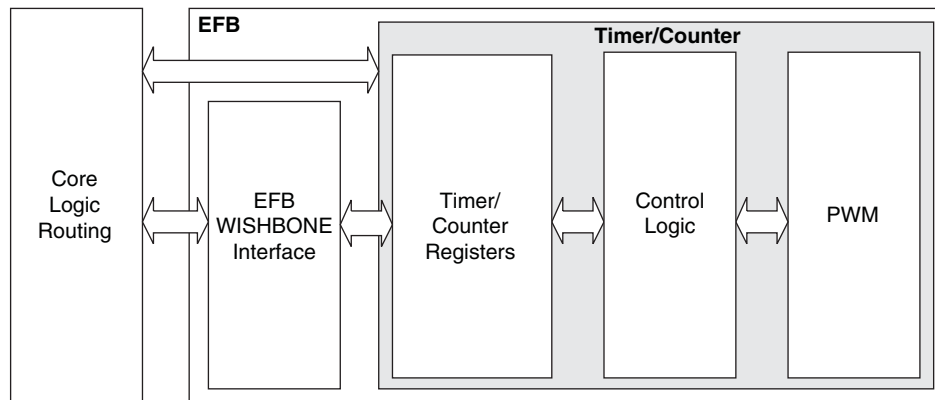 EFB
Timer/Counter
Core
Logic
Routing
EFB
WISHBONE
Interface
Timer/
Counter
Registers
Control
Logic
PWM